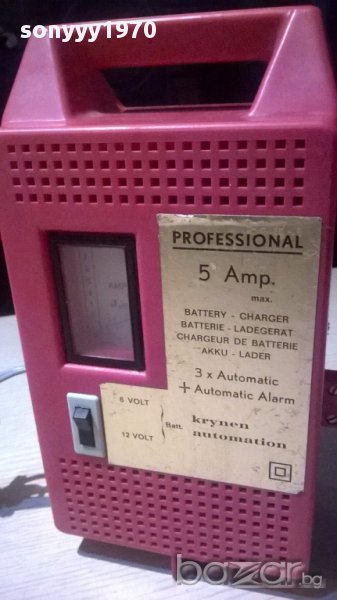 sonyyy1970
PROFESSIONAL
5 Amp.
max.
BATTERY - CHARGER
BATTERIE - LADEGERAT
CHARGEUR DE BATTERIE
AKKU - LADER
3 x Automatic
+ Automatic Alarm
6 VOLT
12 VOLT
Batt.
krynen
automation
bazar.bg